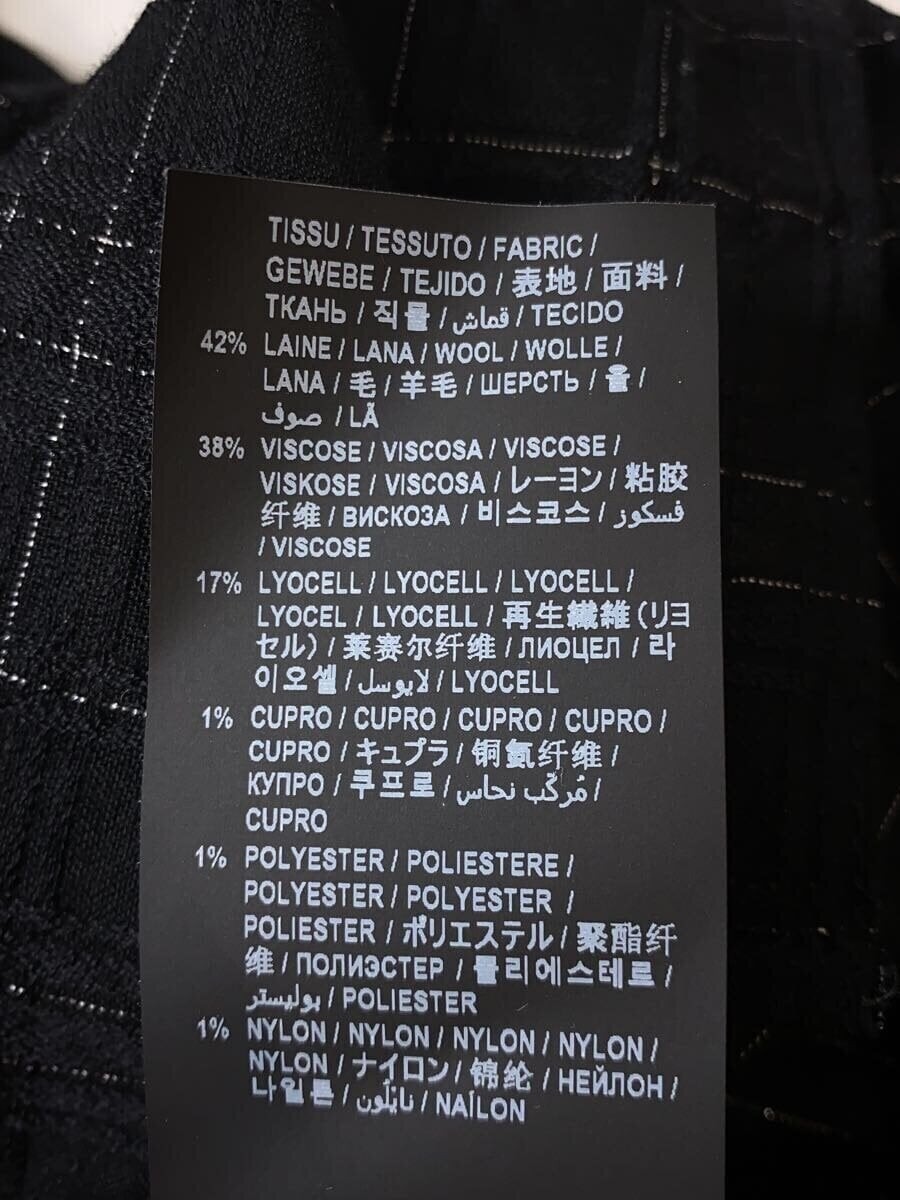 TISSU / TESSUTO / FABRIC /
GEWEBE / TEJIDO / 表地 / 面料 /
ТКАНЬ / 직물 / قماش / TECIDO
42% LAINE / LANA / WOOL / WOLLE /
LANA / 毛 / 羊毛 / ШЕРСТЬ / 울 /
صوف / LÃ
38% VISCOSE / VISCOSA / VISCOSE /
VISKOSE / VISCOSA / レーヨン / 粘胶
纤维 / ВИСКОЗА / 비스코스 / فسكوز
/ VISCOSE
17% LYOCELL / LYOCELL / LYOCELL /
LYOCEL / LYOCELL / 再生繊維 (リヨ
セル) / 莱赛尔纤维 / ЛИОЦЕЛ / 라
이오셀 / لايوسل / LYOCELL
1% CUPRO / CUPRO / CUPRO / CUPRO /
CUPRO / キュプラ / 铜氨纤维 /
КУПРО / 쿠프로 / مُركّب نحاس /
CUPRO
1% POLYESTER / POLIESTERE /
POLYESTER / POLYESTER /
POLIESTER / ポリエステル / 聚酯纤
维 / ПОЛИЭСТЕР / 폴리에스테르 /
بوليستر / POLIESTER
1% NYLON / NYLON / NYLON / NYLON /
NYLON / ナイロン / 锦纶 / НЕЙЛОН /
나일론 / نايلون / NAÍLON